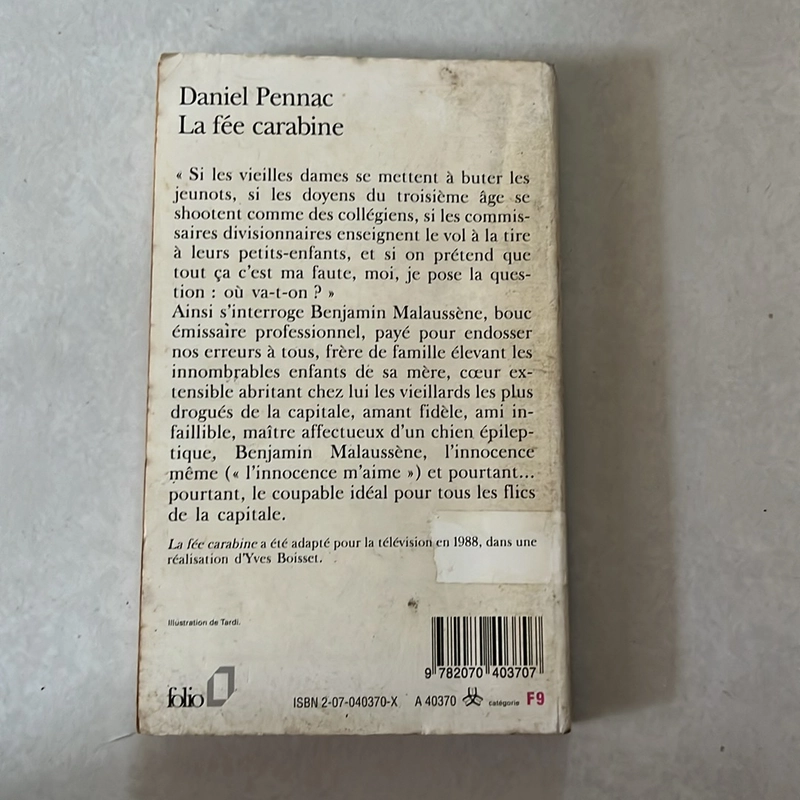 Daniel Pennac
La fée carabine
« Si les vieilles dames se mettent à buter les
jeunots, si les doyens du troisième âge se
shootent comme des collégiens, si les commis-
saires divisionnaires enseignent le vol à la tire
à leurs petits-enfants, et si on prétend que
tout ça c'est ma faute, moi, je pose la ques-
tion : où va-t-on ? »
Ainsi s'interroge Benjamin Malaussène, bouc
émissaire professionnel, payé pour endosser
nos erreurs à tous, frère de famille élevant les
innombrables enfants de sa mère, cœur ex-
tensible abritant chez lui les vieillards les plus
drogués de la capitale, amant fidèle, ami in-
faillible, maître affectueux d'un chien épilep-
tique, Benjamin Malaussène, l'innocence
même (« l'innocence m'aime ») et pourtant...
pourtant, le coupable idéal pour tous les flics
de la capitale.
La fée carabine a été adapté pour la télévision en 1988, dans une
réalisation d'Yves Boisset.
Illustration de Tardi.
9 782070 403707
folio
ISBN 2-07-040370-X A 40370 catégorie F9